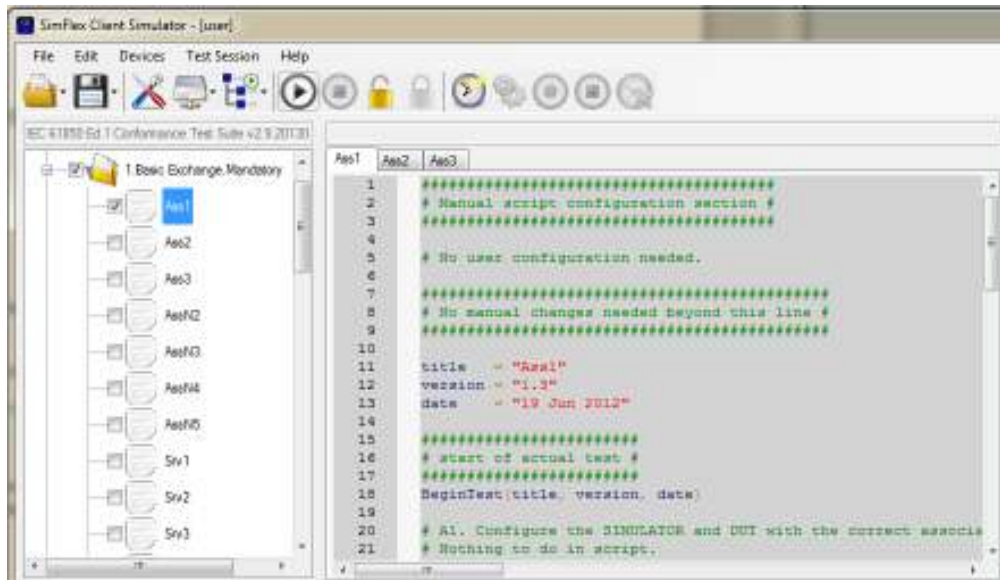 SimFlex Client Simulator - [user]
File Edit Devices Test Session Help
IEC 61850 Ed 1 Conformance Test Suite v2.9.2013
1.Basic Exchange.Mandatory
Ass1
Ass2
Ass3
AssN2
AssN3
AssN4
AssN5
Srv1
Srv2
Srv3
Ass1 Ass2 Ass3
1 #######################################
2 # Manual script configuration section #
3 #######################################
4
5 # No user configuration needed.
6
7 #############################################
8 # No manual changes needed beyond this line #
9 #############################################
10
11 title = "Ass1"
12 version = "1.3"
13 date = "19 Jun 2012"
14
15 ########################
16 # start of actual test #
17 ########################
18 BeginTest(title, version, date)
19
20 # A1. Configure the SIMULATOR and DUT with the correct associa
21 # Nothing to do in script.